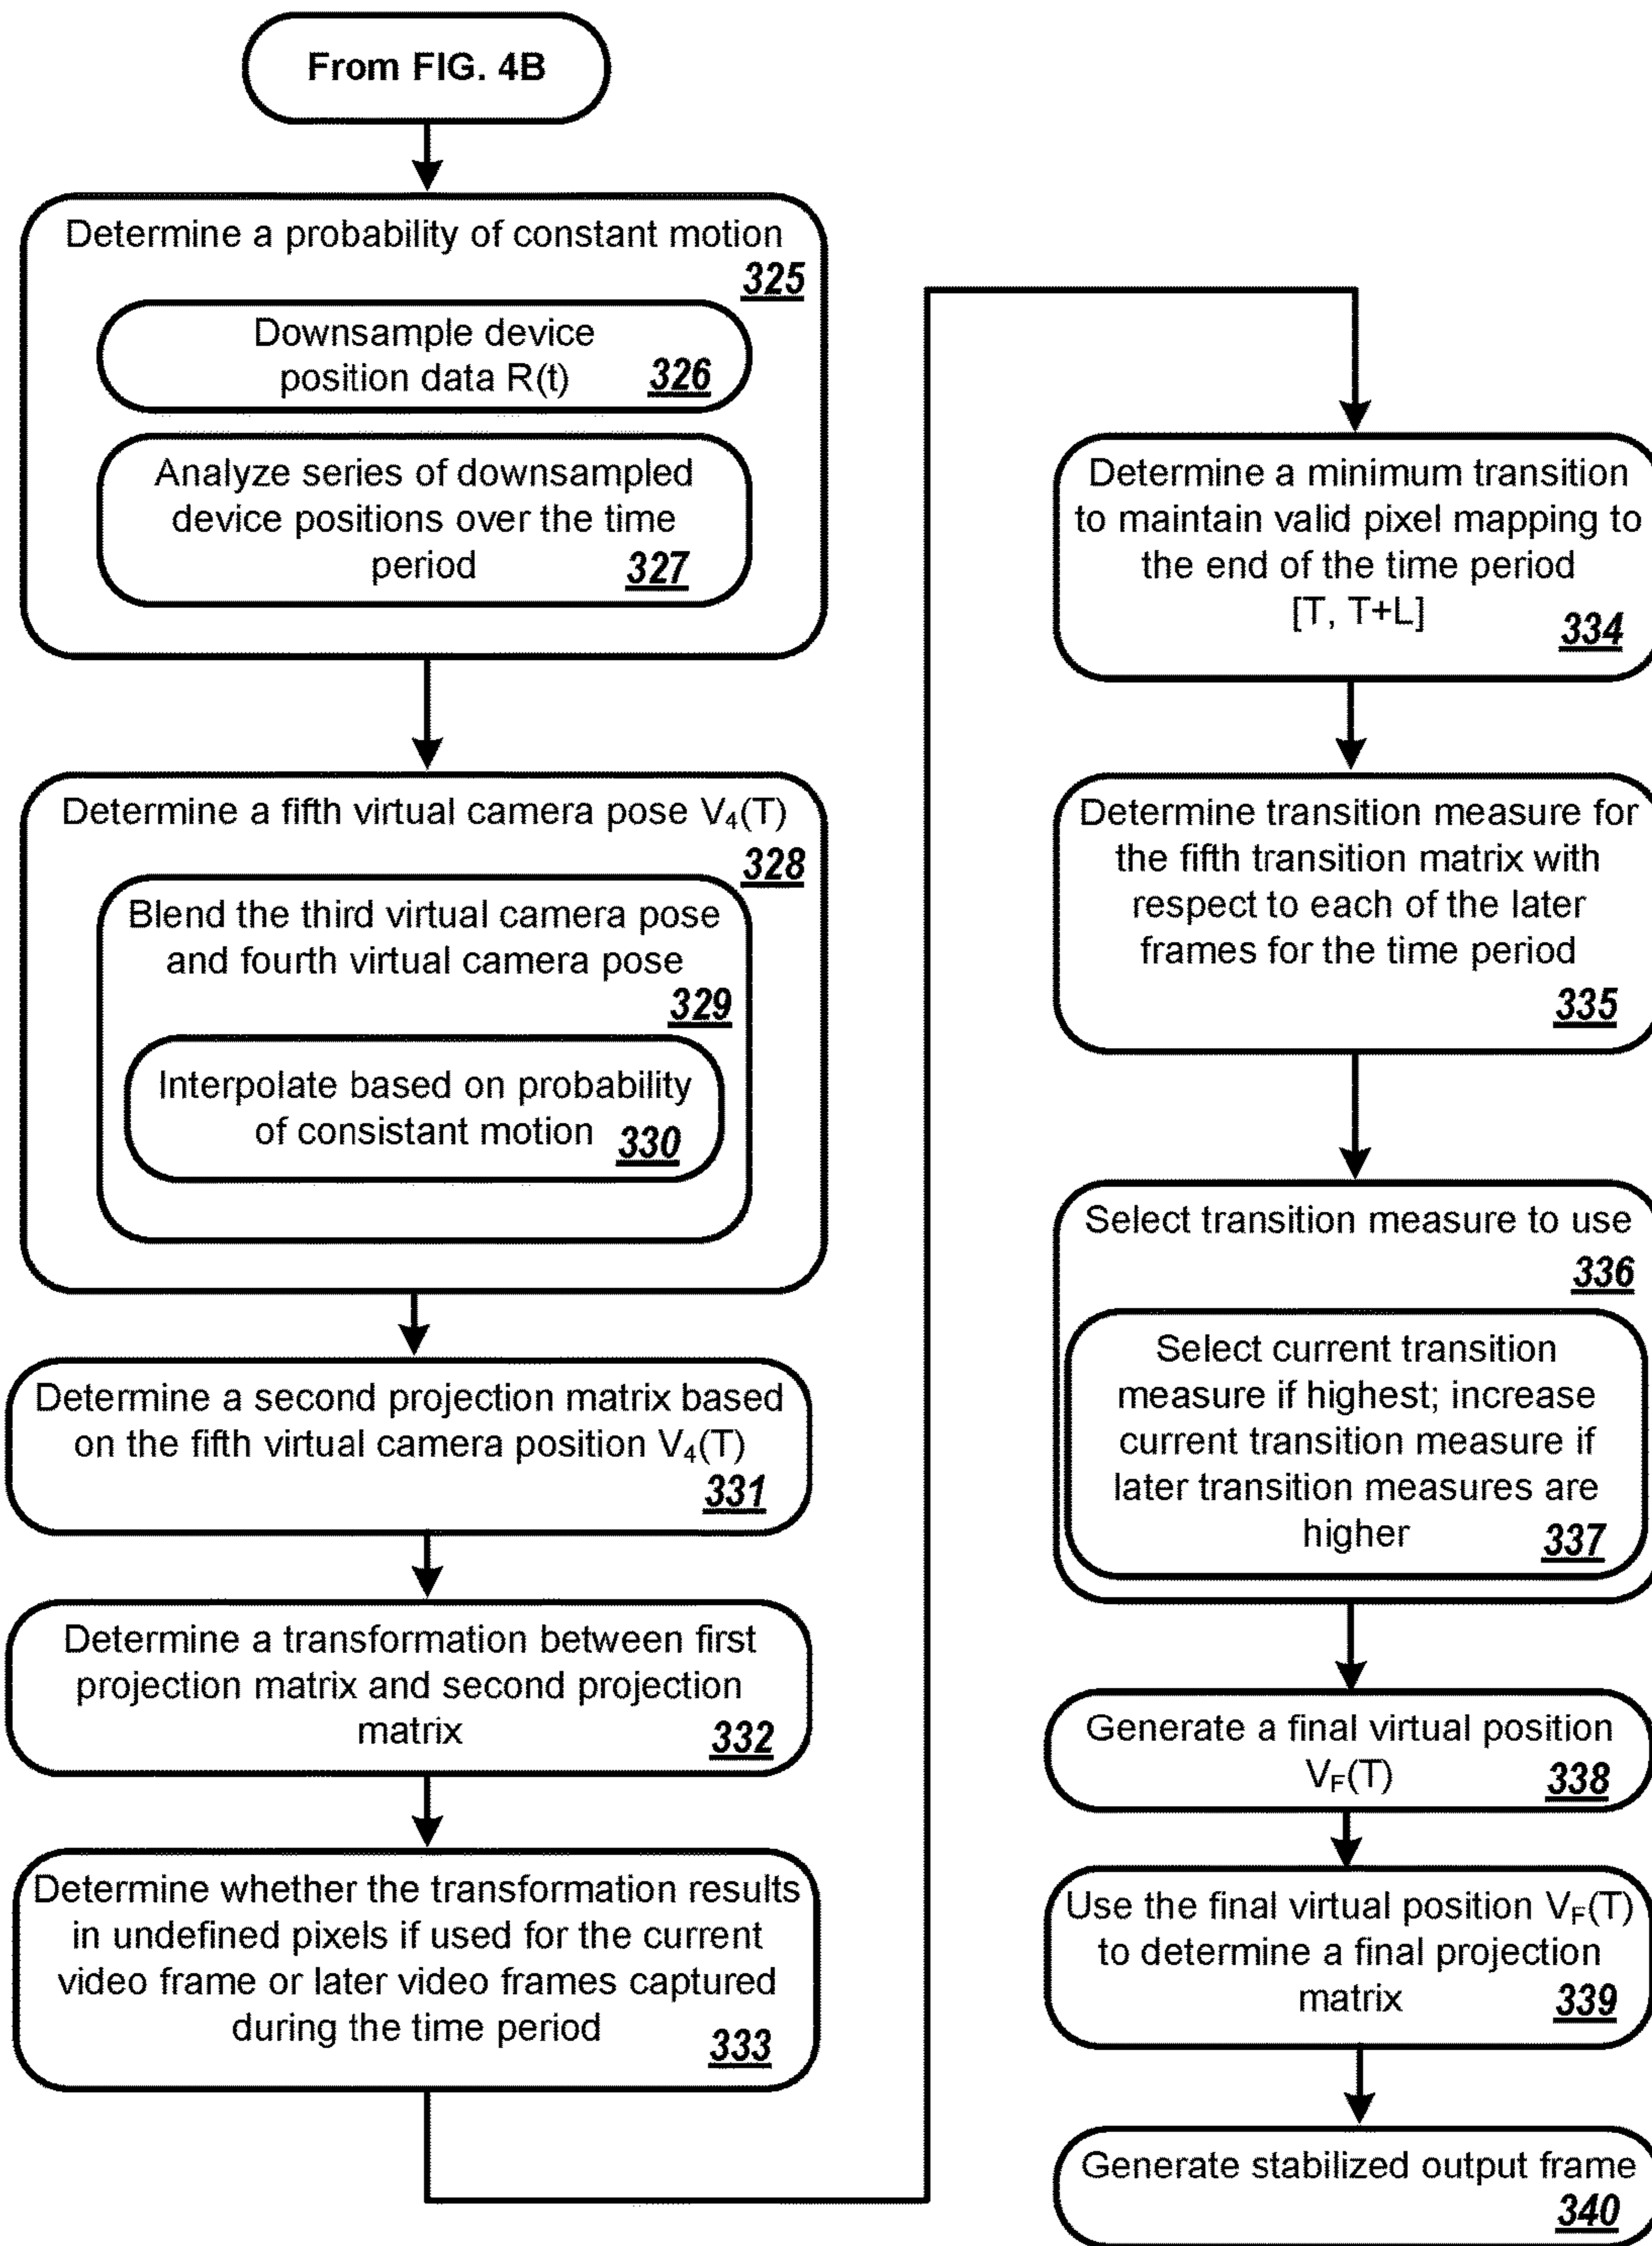 From FIG. 4B
Determine a probability of constant motion
325
Downsample device
position data R(t)
326
Analyze series of downsampled
device positions over the time
period
327
Determine a fifth virtual camera pose V₄(T)
328
Blend the third virtual camera pose
and fourth virtual camera pose
329
Interpolate based on probability
of consistant motion
330
Determine a second projection matrix based
on the fifth virtual camera position V₄(T)
331
Determine a transformation between first
projection matrix and second projection
matrix
332
Determine whether the transformation results
in undefined pixels if used for the current
video frame or later video frames captured
during the time period
333
Determine a minimum transition
to maintain valid pixel mapping to
the end of the time period
[T, T+L]
334
Determine transition measure for
the fifth transition matrix with
respect to each of the later
frames for the time period
335
Select transition measure to use
336
Select current transition
measure if highest; increase
current transition measure if
later transition measures are
higher
337
Generate a final virtual position
V_F(T)
338
Use the final virtual position V_F(T)
to determine a final projection
matrix
339
Generate stabilized output frame
340